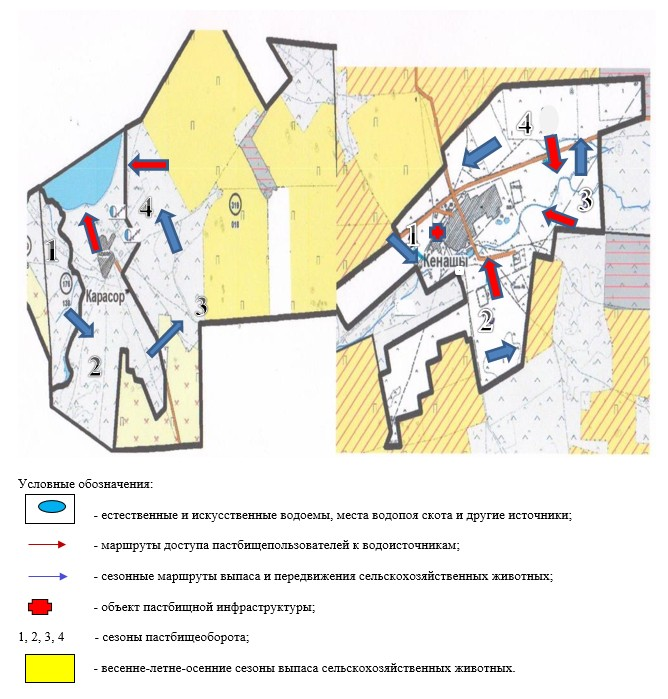 4
4
1
3
1
Кенашы
Карасор
3
2
2
Условные обозначения:
- естественные и искусственные водоемы, места водопоя скота и другие источники;
- маршруты доступа пастбищепользователей к водоисточникам;
- сезонные маршруты выпаса и передвижения сельскохозяйственных животных;
- объект пастбищной инфраструктуры;
1, 2, 3, 4 - сезоны пастбищеоборота;
- весенне-летне-осенние сезоны выпаса сельскохозяйственных животных.